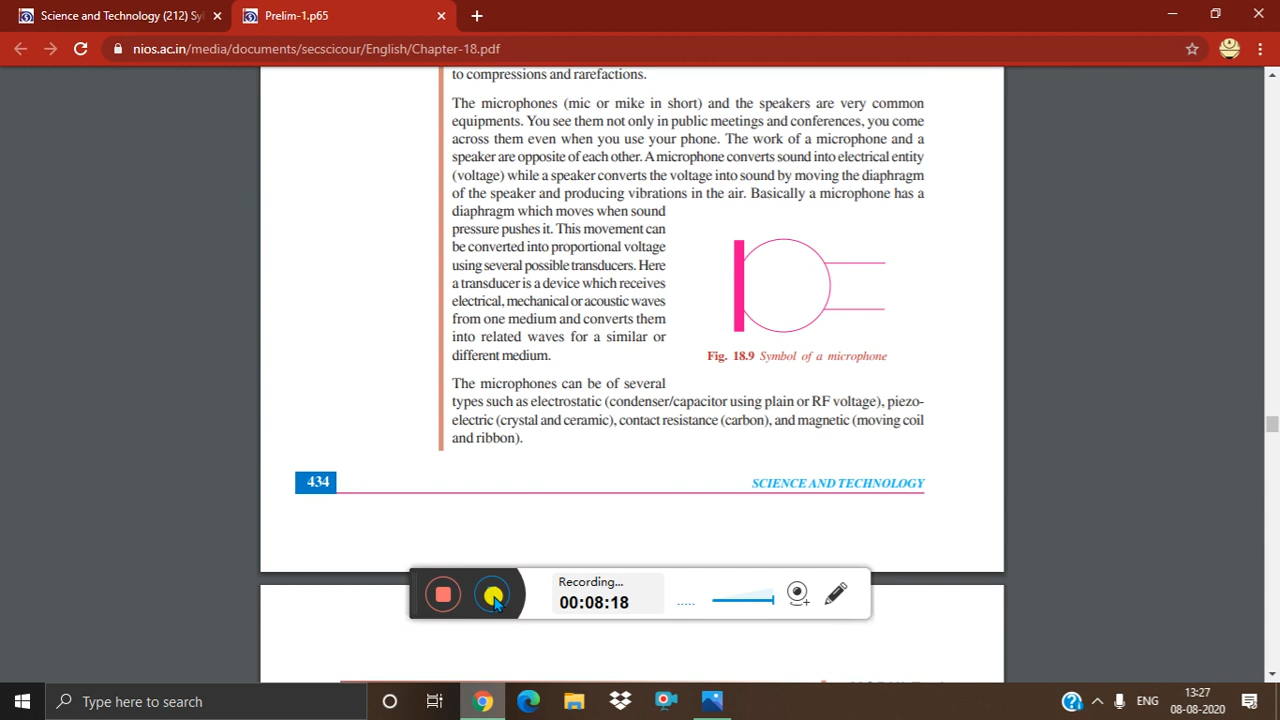 Science and Technology (212) Syl
Prelim-1.p65
nios.ac.in/media/documents/secscicour/English/Chapter-18.pdf
to compressions and rarefactions.
The microphones (mic or mike in short) and the speakers are very common
equipments. You see them not only in public meetings and conferences, you come
across them even when you use your phone. The work of a microphone and a
speaker are opposite of each other. A microphone converts sound into electrical entity
(voltage) while a speaker converts the voltage into sound by moving the diaphragm
of the speaker and producing vibrations in the air. Basically a microphone has a
diaphragm which moves when sound
pressure pushes it. This movement can
be converted into proportional voltage
using several possible transducers. Here
a transducer is a device which receives
electrical, mechanical or acoustic waves
from one medium and converts them
into related waves for a similar or
different medium.
Fig. 18.9 Symbol of a microphone
The microphones can be of several
types such as electrostatic (condenser/capacitor using plain or RF voltage), piezo-
electric (crystal and ceramic), contact resistance (carbon), and magnetic (moving coil
and ribbon).
434
SCIENCE AND TECHNOLOGY
Recording...
00:08:18
Type here to search
ENG
13:27
08-08-2020